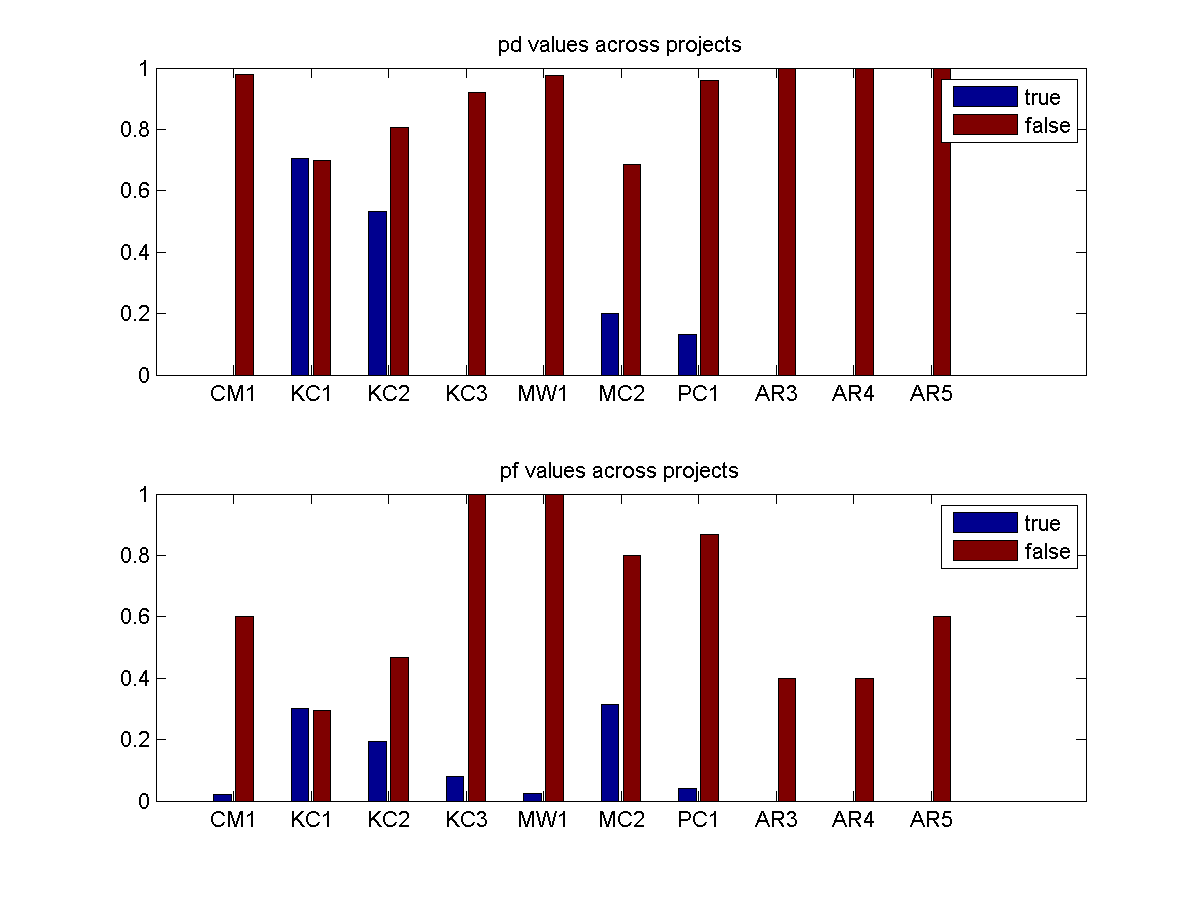 pd values across projects
1
true
false
0.8
0.6
0.4
0.2
0
CM1 KC1 KC2 KC3 MW1 MC2 PC1 AR3 AR4 AR5
pf values across projects
1
true
false
0.8
0.6
0.4
0.2
0
CM1 KC1 KC2 KC3 MW1 MC2 PC1 AR3 AR4 AR5